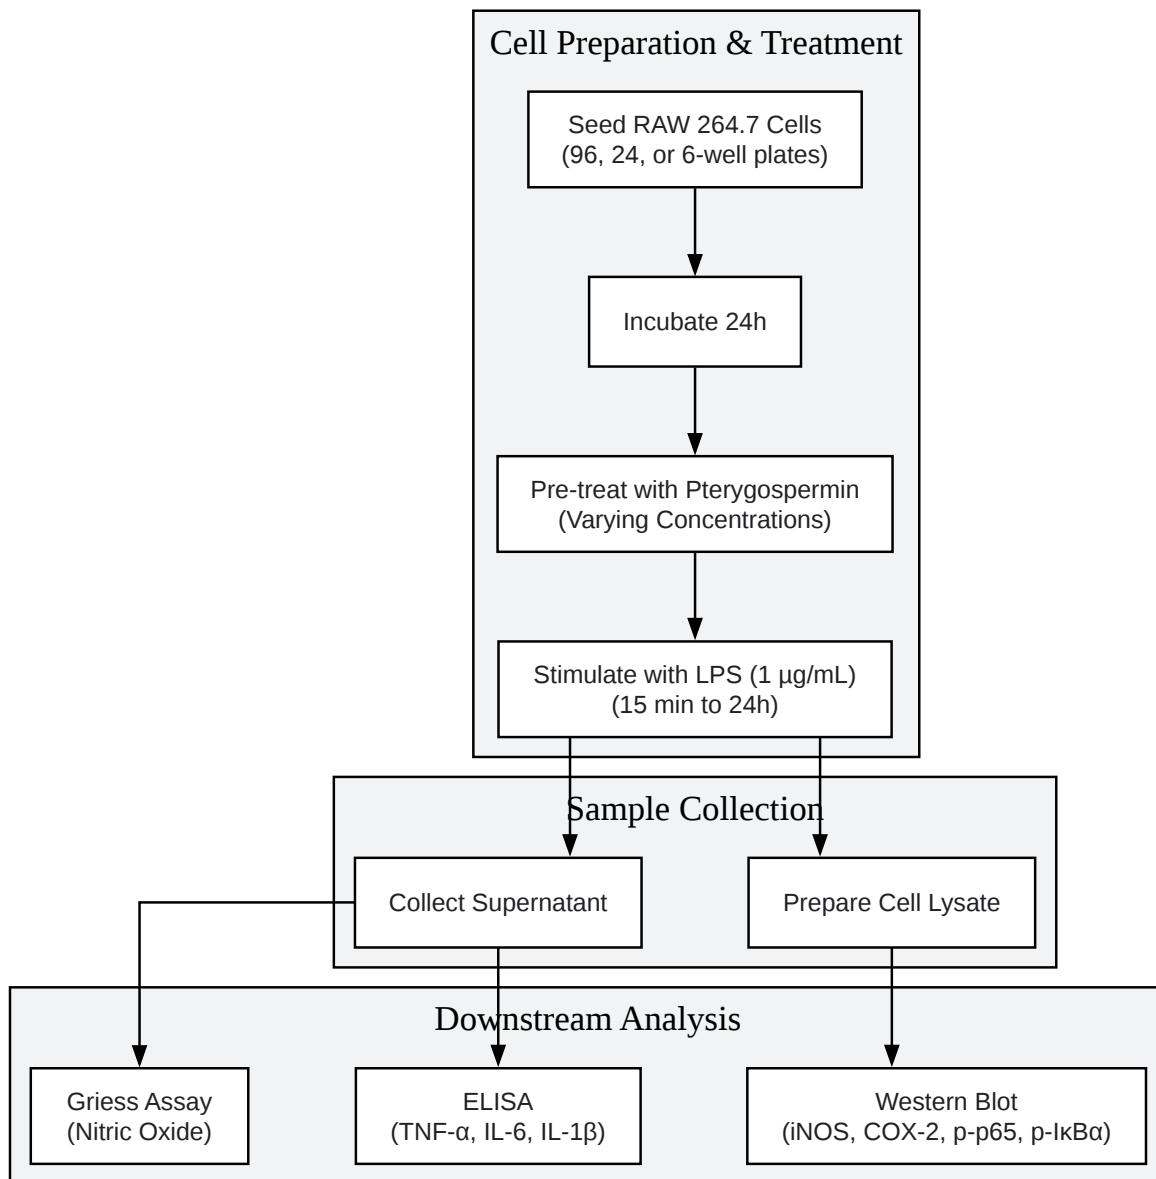 Cell Preparation & Treatment
Seed RAW 264.7 Cells
(96, 24, or 6-well plates)
Incubate 24h
Pre-treat with Pterygospermin
(Varying Concentrations)
Stimulate with LPS (1 µg/mL)
(15 min to 24h)
Sample Collection
Collect Supernatant
Prepare Cell Lysate
Downstream Analysis
Griess Assay
(Nitric Oxide)
ELISA
(TNF-α, IL-6, IL-1β)
Western Blot
(iNOS, COX-2, p-p65, p-IκBα)